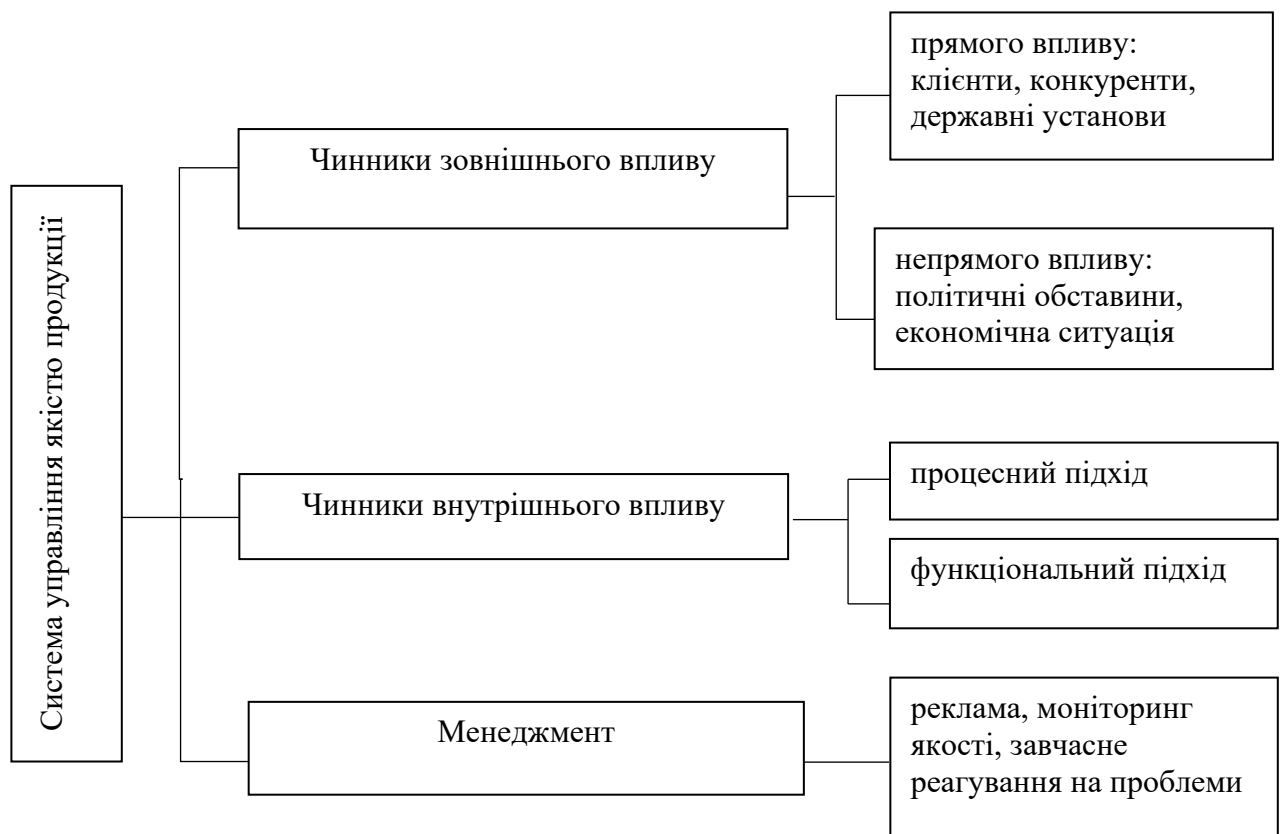 Система управління якістю продукції
Чинники зовнішнього впливу
прямого впливу:
клієнти, конкуренти,
державні установи
непрямого впливу:
політичні обставини,
економічна ситуація
Чинники внутрішнього впливу
процесний підхід
функціональний підхід
Менеджмент
реклама, моніторинг
якості, завчасне
реагування на проблеми